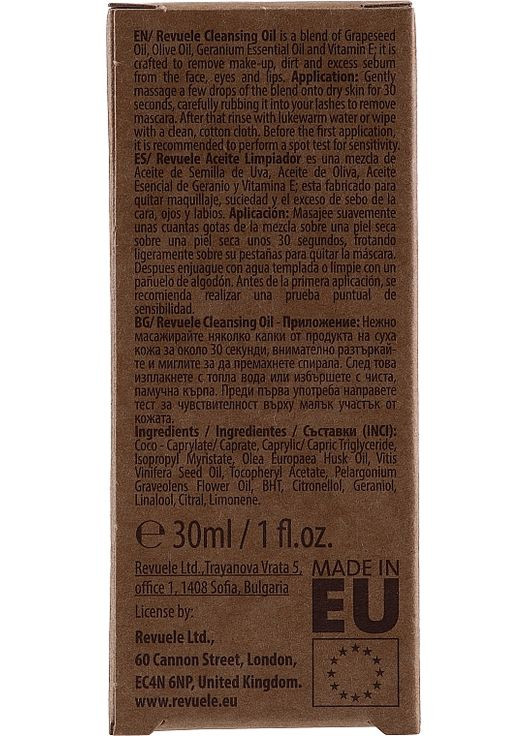 EN/ Revuele Cleansing Oil is a blend of Grapeseed
Oil, Olive Oil, Geranium Essential Oil and Vitamin E; it
is crafted to remove make-up, dirt and excess sebum
from the face, eyes and lips. Application: Gently
massage a few drops of the blend onto dry skin for 30
seconds, carefully rubbing it into your lashes to remove
mascara. After that rinse with lukewarm water or wipe
with a clean, cotton cloth. Before the first application,
it is recommended to perform a spot test for sensitivity.
ES/ Revuele Aceite Limpiador es una mezcla de
Aceite de Semilla de Uva, Aceite de Oliva, Aceite
Esencial de Geranio y Vitamina E; esta fabricado para
quitar maquillaje, suciedad y el exceso de sebo de la
cara, ojos y labios. Aplicación: Masajee suavemente
unas cuantas gotas de la mezcla sobre una piel seca
sobre una piel seca unos 30 segundos, frotando
ligeramente sobre su pestañas para quitar la máscara.
Despues enjuague con agua templada o limpie con un
pañuelo de algodón. Antes de la primera aplicación, se
recomienda realizar una prueba puntual de
sensibilidad.
BG/ Revuele Cleansing Oil - Приложение: Нежно
масажирайте няколко капки от продукта на суха
кожа за около 30 секунди, внимателно разтъркай-
те и миглите за да премахнете спирала. След това
изплакнете с топла вода или избършете с чиста,
памучна кърпа. Преди първа употреба направете
тест за чувствителност върху малък участък от
кожата.
Ingredients / Ingredientes / Съставки (INCI):
Coco - Caprylate/ Caprate, Caprylic/ Capric Triglyceride,
Isopropyl Myristate, Olea Europaea Husk Oil, Vitis
Vinifera Seed Oil, Tocopheryl Acetate, Pelargonium
Graveolens Flower Oil, BHT, Citronellol, Geraniol,
Linalool, Citral, Limonene.
℮ 30ml / 1 fl.oz.
Revuele Ltd.,Trayanova Vrata 5,
office 1, 1408 Sofia, Bulgaria
MADE IN
EU
License by:
Revuele Ltd.,
60 Cannon Street, London,
EC4N 6NP, United Kingdom.
www.revuele.eu